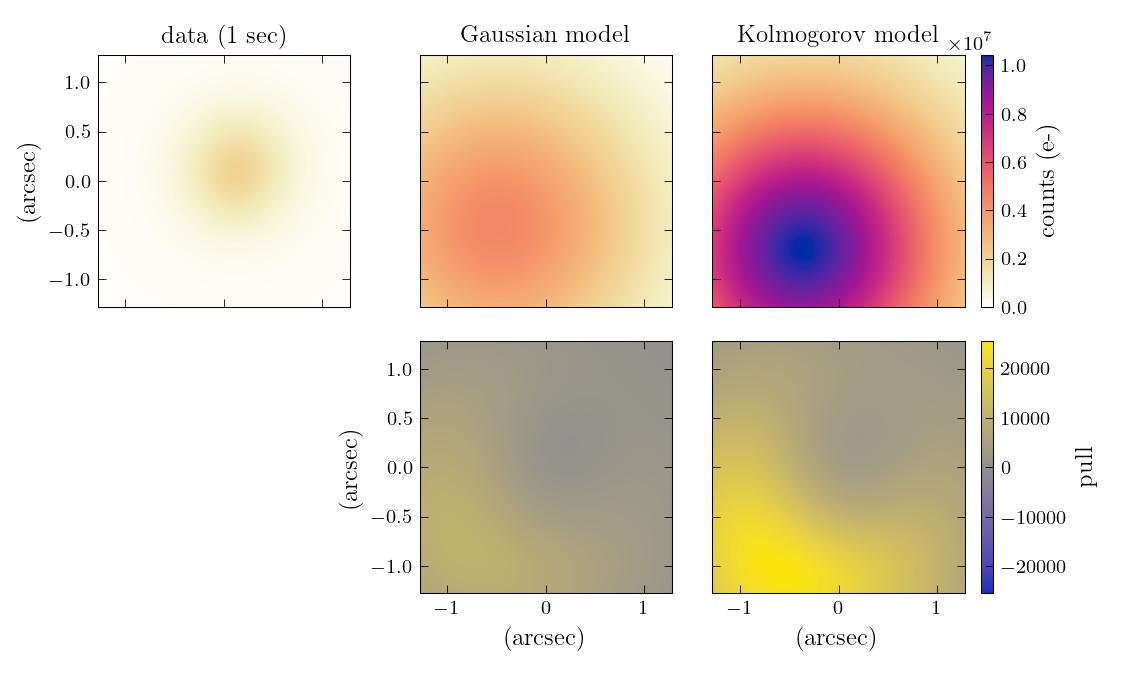 data (1 sec)
Gaussian model
Kolmogorov model
×10⁷
1.0
0.5
0.0
−0.5
−1.0
(arcsec)
1.0
0.8
0.6
0.4
0.2
0.0
counts (e-)
1.0
0.5
0.0
−0.5
−1.0
(arcsec)
20000
10000
0
−10000
−20000
pull
−1 0 1
−1 0 1
(arcsec)
(arcsec)